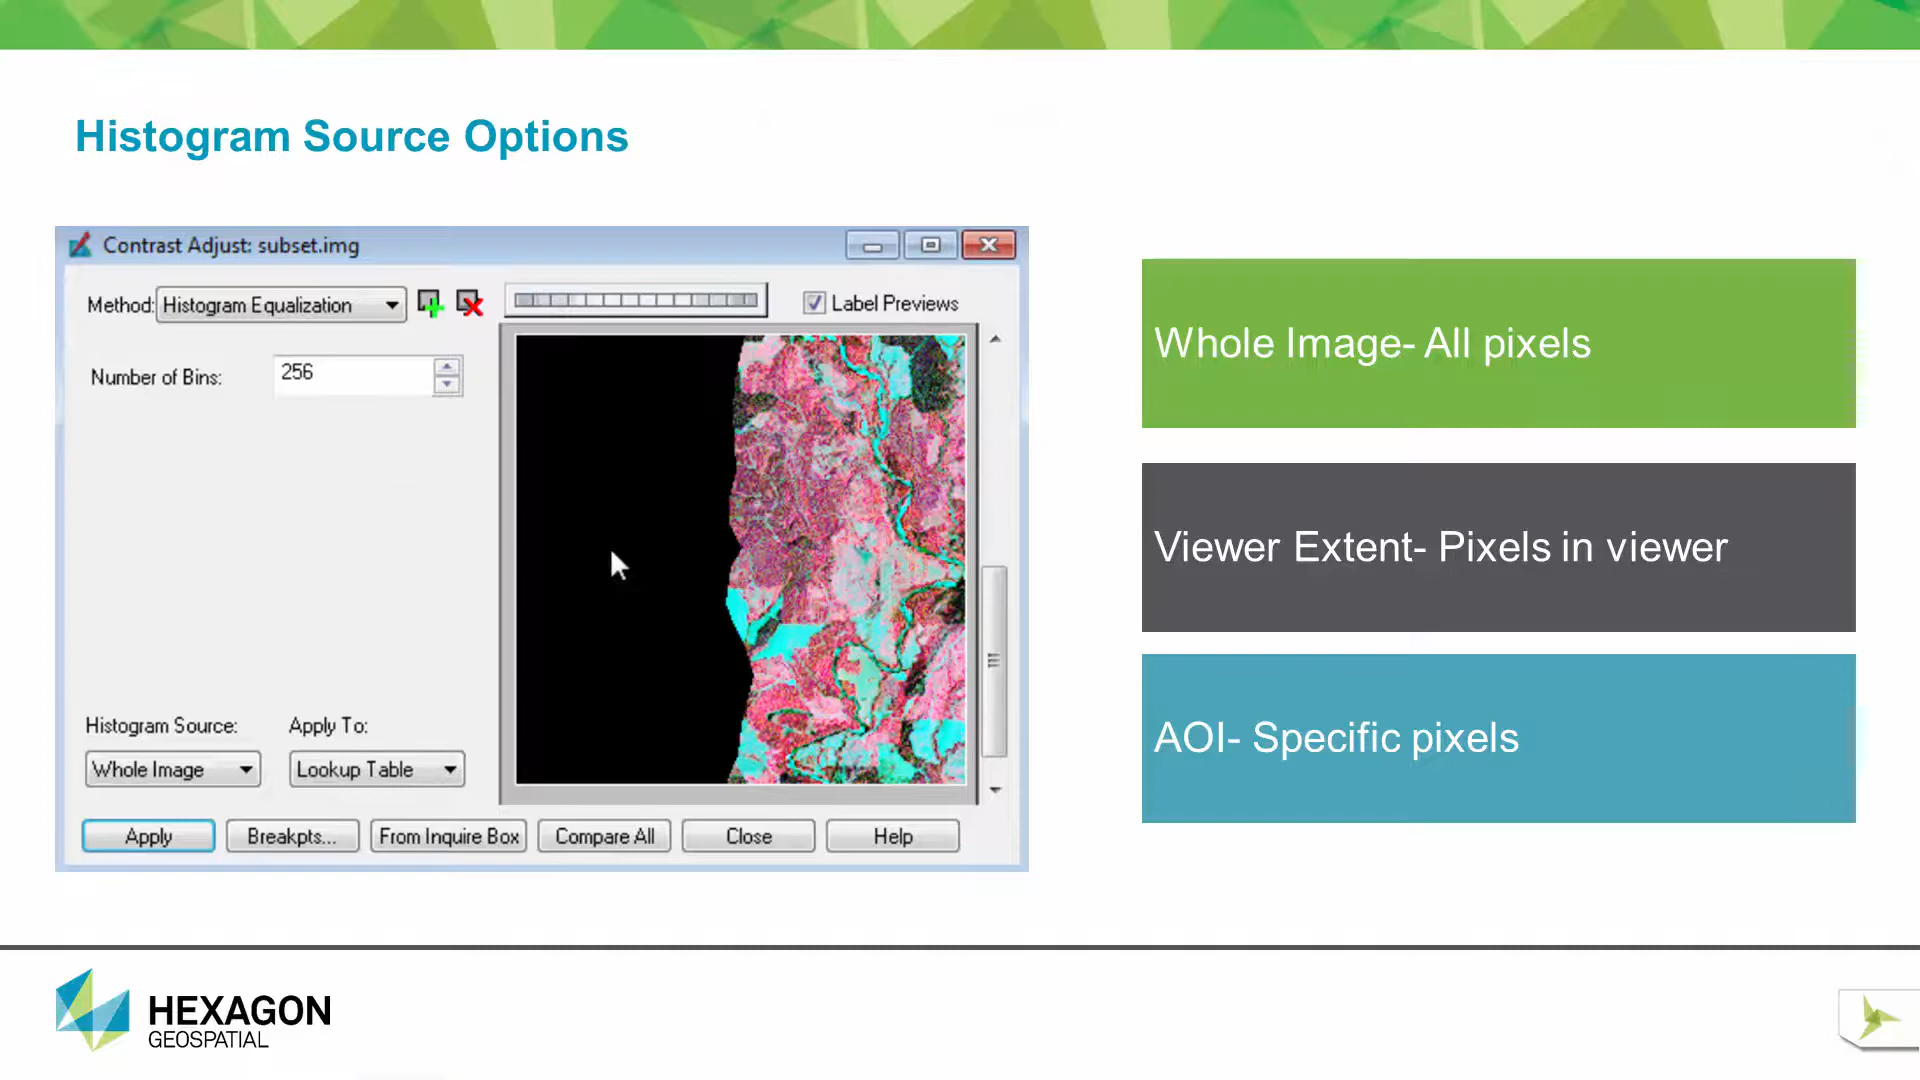 Histogram Source Options
Contrast Adjust: subset.img
Method: Histogram Equalization
Label Previews
Number of Bins: 256
Histogram Source: Apply To:
Whole Image Lookup Table
Apply Breakpts... From Inquire Box Compare All Close Help
Whole Image- All pixels
Viewer Extent- Pixels in viewer
AOI- Specific pixels
HEXAGON
GEOSPATIAL